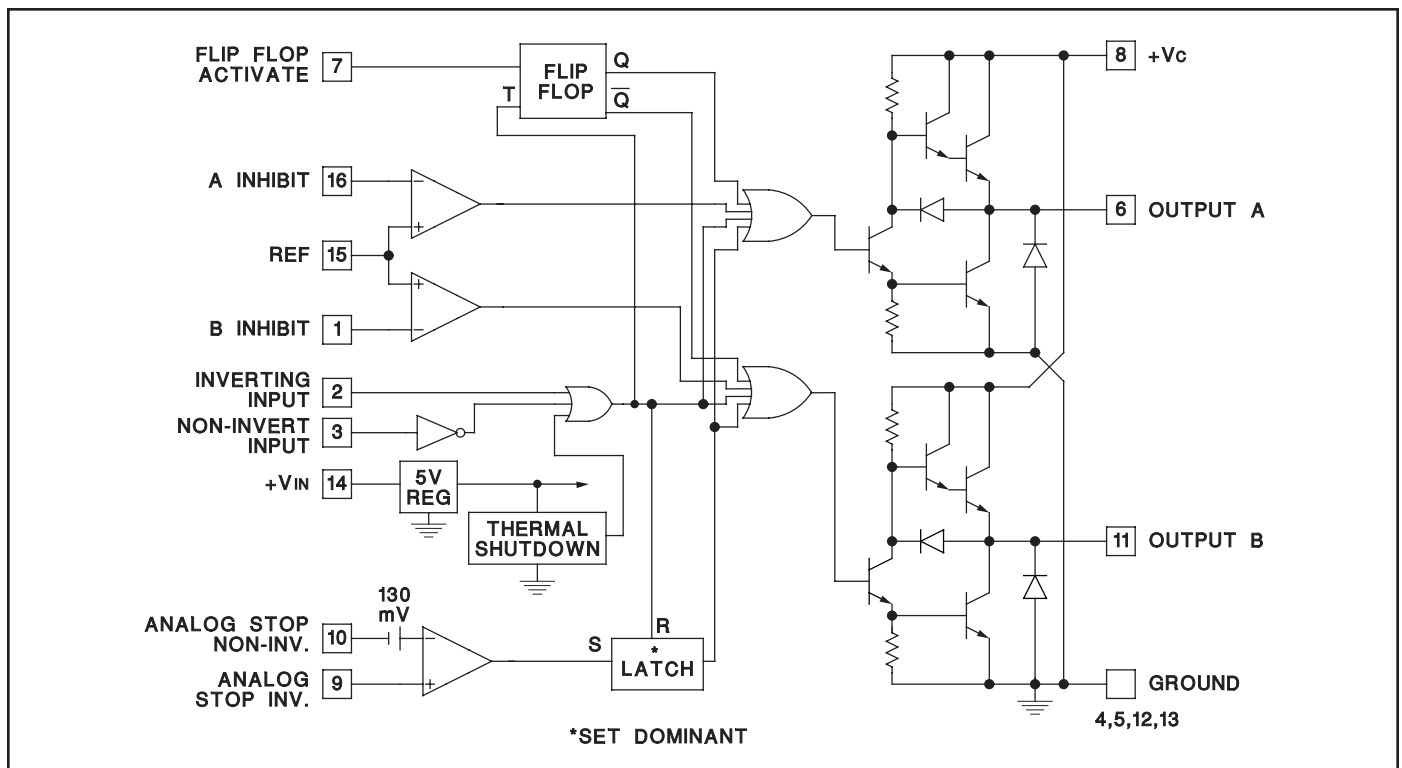 FLIP FLOP
ACTIVATE
7
FLIP
FLOP
T
Q
Q̅
8
+VC
A INHIBIT
16
−
+
REF
15
+
−
B INHIBIT
1
6
OUTPUT A
INVERTING
INPUT
2
NON-INVERT
INPUT
3
+VIN
14
5V
REG
THERMAL
SHUTDOWN
11
OUTPUT B
130
mV
ANALOG STOP
NON-INV.
10
−
+
ANALOG
STOP INV.
9
S
R
*
LATCH
GROUND
4,5,12,13
*SET DOMINANT